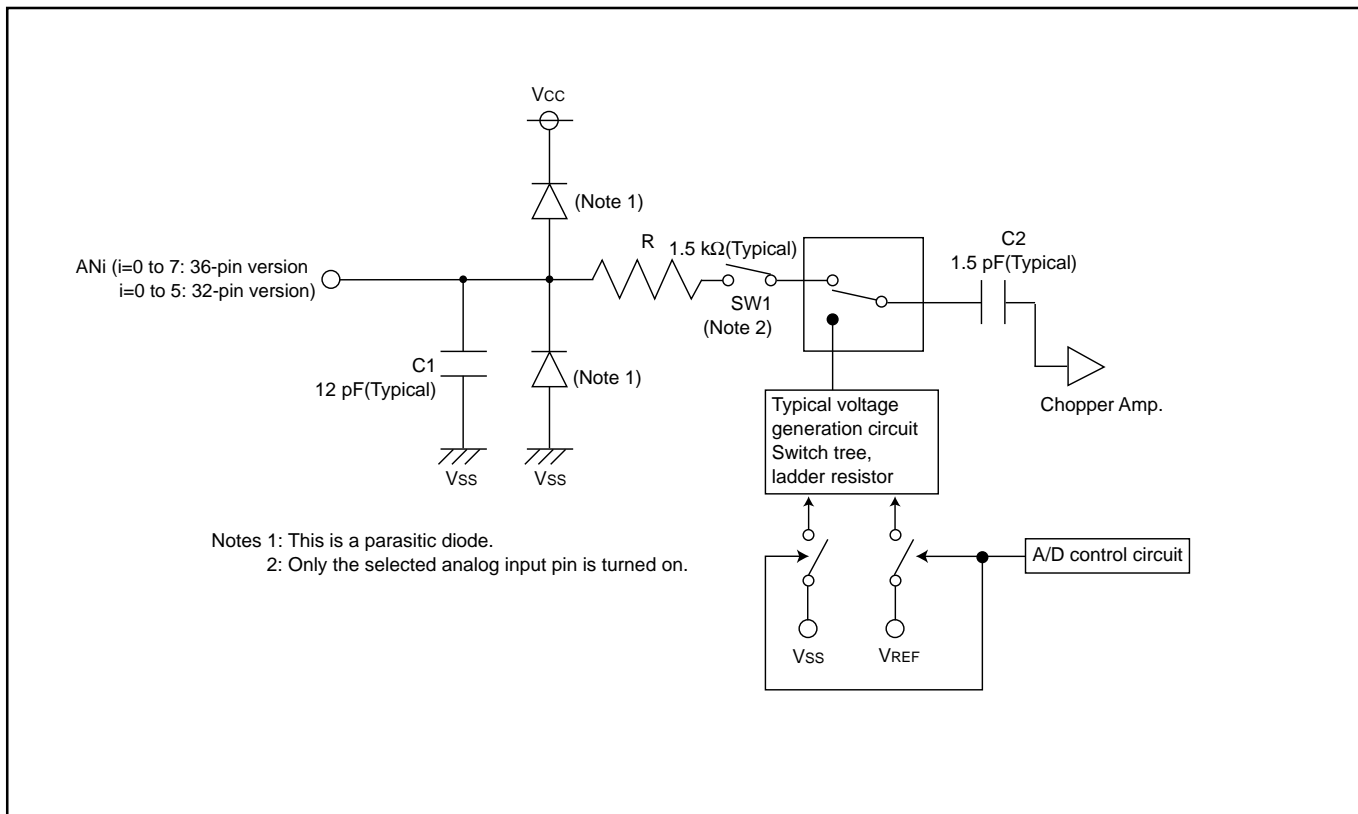 VCC
(Note 1)
R
1.5 kΩ(Typical)
C2
1.5 pF(Typical)
ANi (i=0 to 7: 36-pin version
i=0 to 5: 32-pin version)
SW1
(Note 2)
C1
12 pF(Typical)
(Note 1)
Chopper Amp.
Typical voltage
generation circuit
Switch tree,
ladder resistor
VSS
VSS
Notes 1: This is a parasitic diode.
2: Only the selected analog input pin is turned on.
A/D control circuit
VSS
VREF